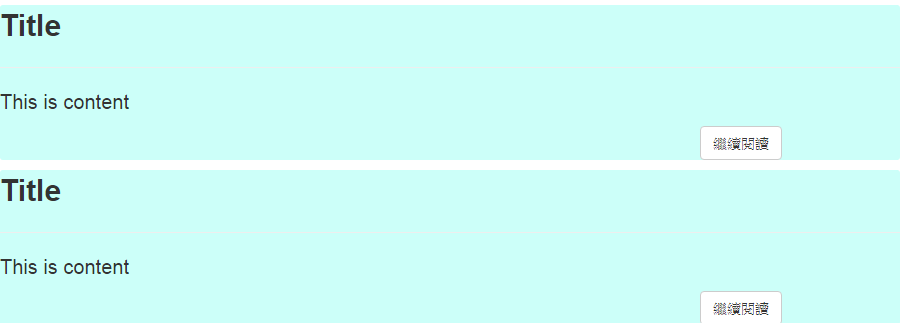 Title
This is content
繼續閱讀
Title
This is content
繼續閱讀